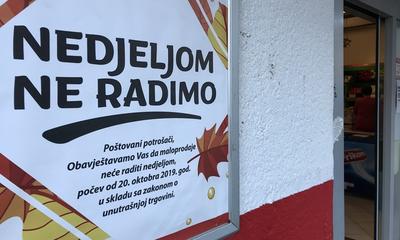 NEDJELJOM
NE RADIMO
Poštovani potrošači,
Obavještavamo Vas da maloprodaje
neće raditi nedjeljom,
počev od 20. oktobra 2019. god.
u skladu sa zakonom o
unutrašnjoj trgovini.